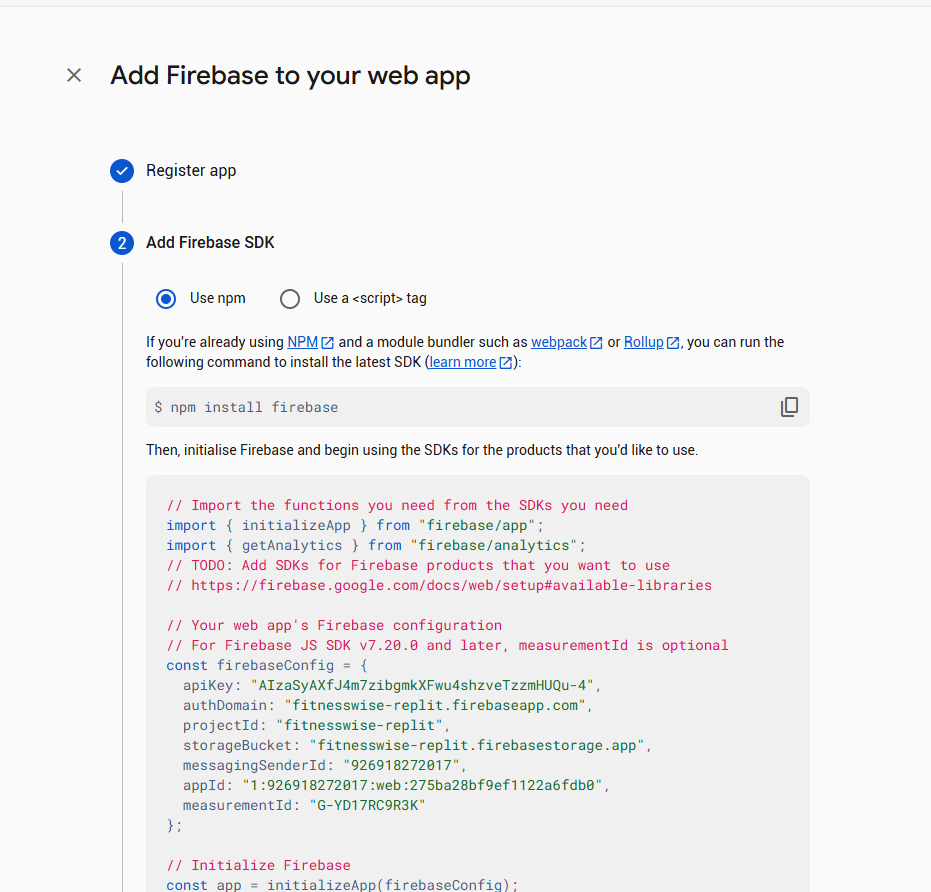 Add Firebase to your web app
Register app
2 Add Firebase SDK
Use npm Use a <script> tag
If you're already using NPM and a module bundler such as webpack or Rollup, you can run the
following command to install the latest SDK (learn more):
$ npm install firebase
Then, initialise Firebase and begin using the SDKs for the products that you'd like to use.
// Import the functions you need from the SDKs you need
import { initializeApp } from "firebase/app";
import { getAnalytics } from "firebase/analytics";
// TODO: Add SDKs for Firebase products that you want to use
// https://firebase.google.com/docs/web/setup#available-libraries
// Your web app's Firebase configuration
// For Firebase JS SDK v7.20.0 and later, measurementId is optional
const firebaseConfig = {
  apiKey: "AIzaSyAXfJ4m7zibgmkXFwu4shzveTzzmHUQu-4",
  authDomain: "fitnesswise-replit.firebaseapp.com",
  projectId: "fitnesswise-replit",
  storageBucket: "fitnesswise-replit.firebasestorage.app",
  messagingSenderId: "926918272017",
  appId: "1:926918272017:web:275ba28bf9ef1122a6fdb0",
  measurementId: "G-YD17RC9R3K"
};
// Initialize Firebase
const app = initializeApp(firebaseConfig);